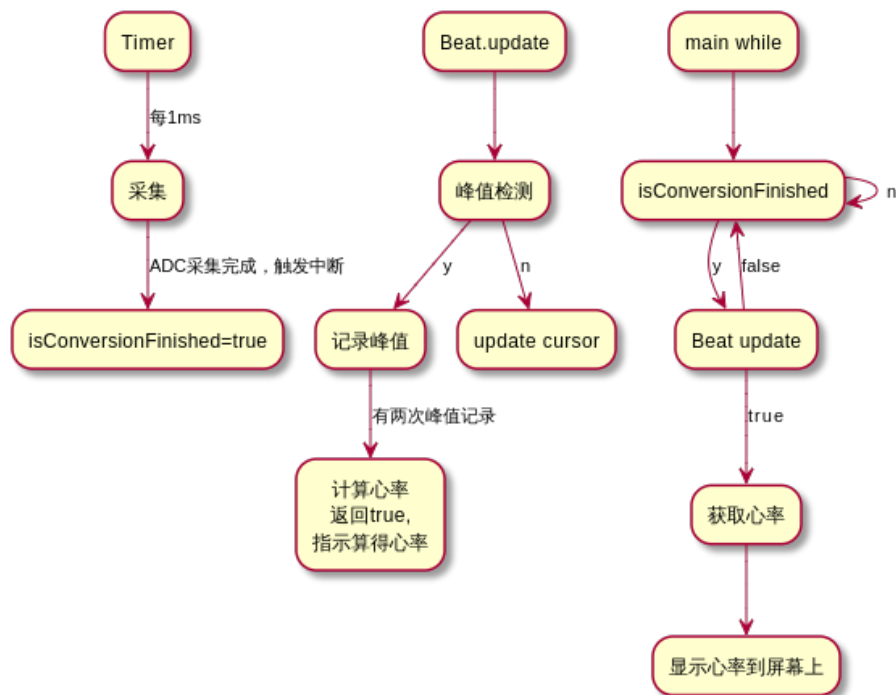 Timer
每1ms
采集
ADC采集完成，触发中断
isConversionFinished=true
Beat.update
峰值检测
y
n
记录峰值
update cursor
有两次峰值记录
计算心率
返回true,
指示算得心率
main while
isConversionFinished
n
y
false
Beat update
true
获取心率
显示心率到屏幕上